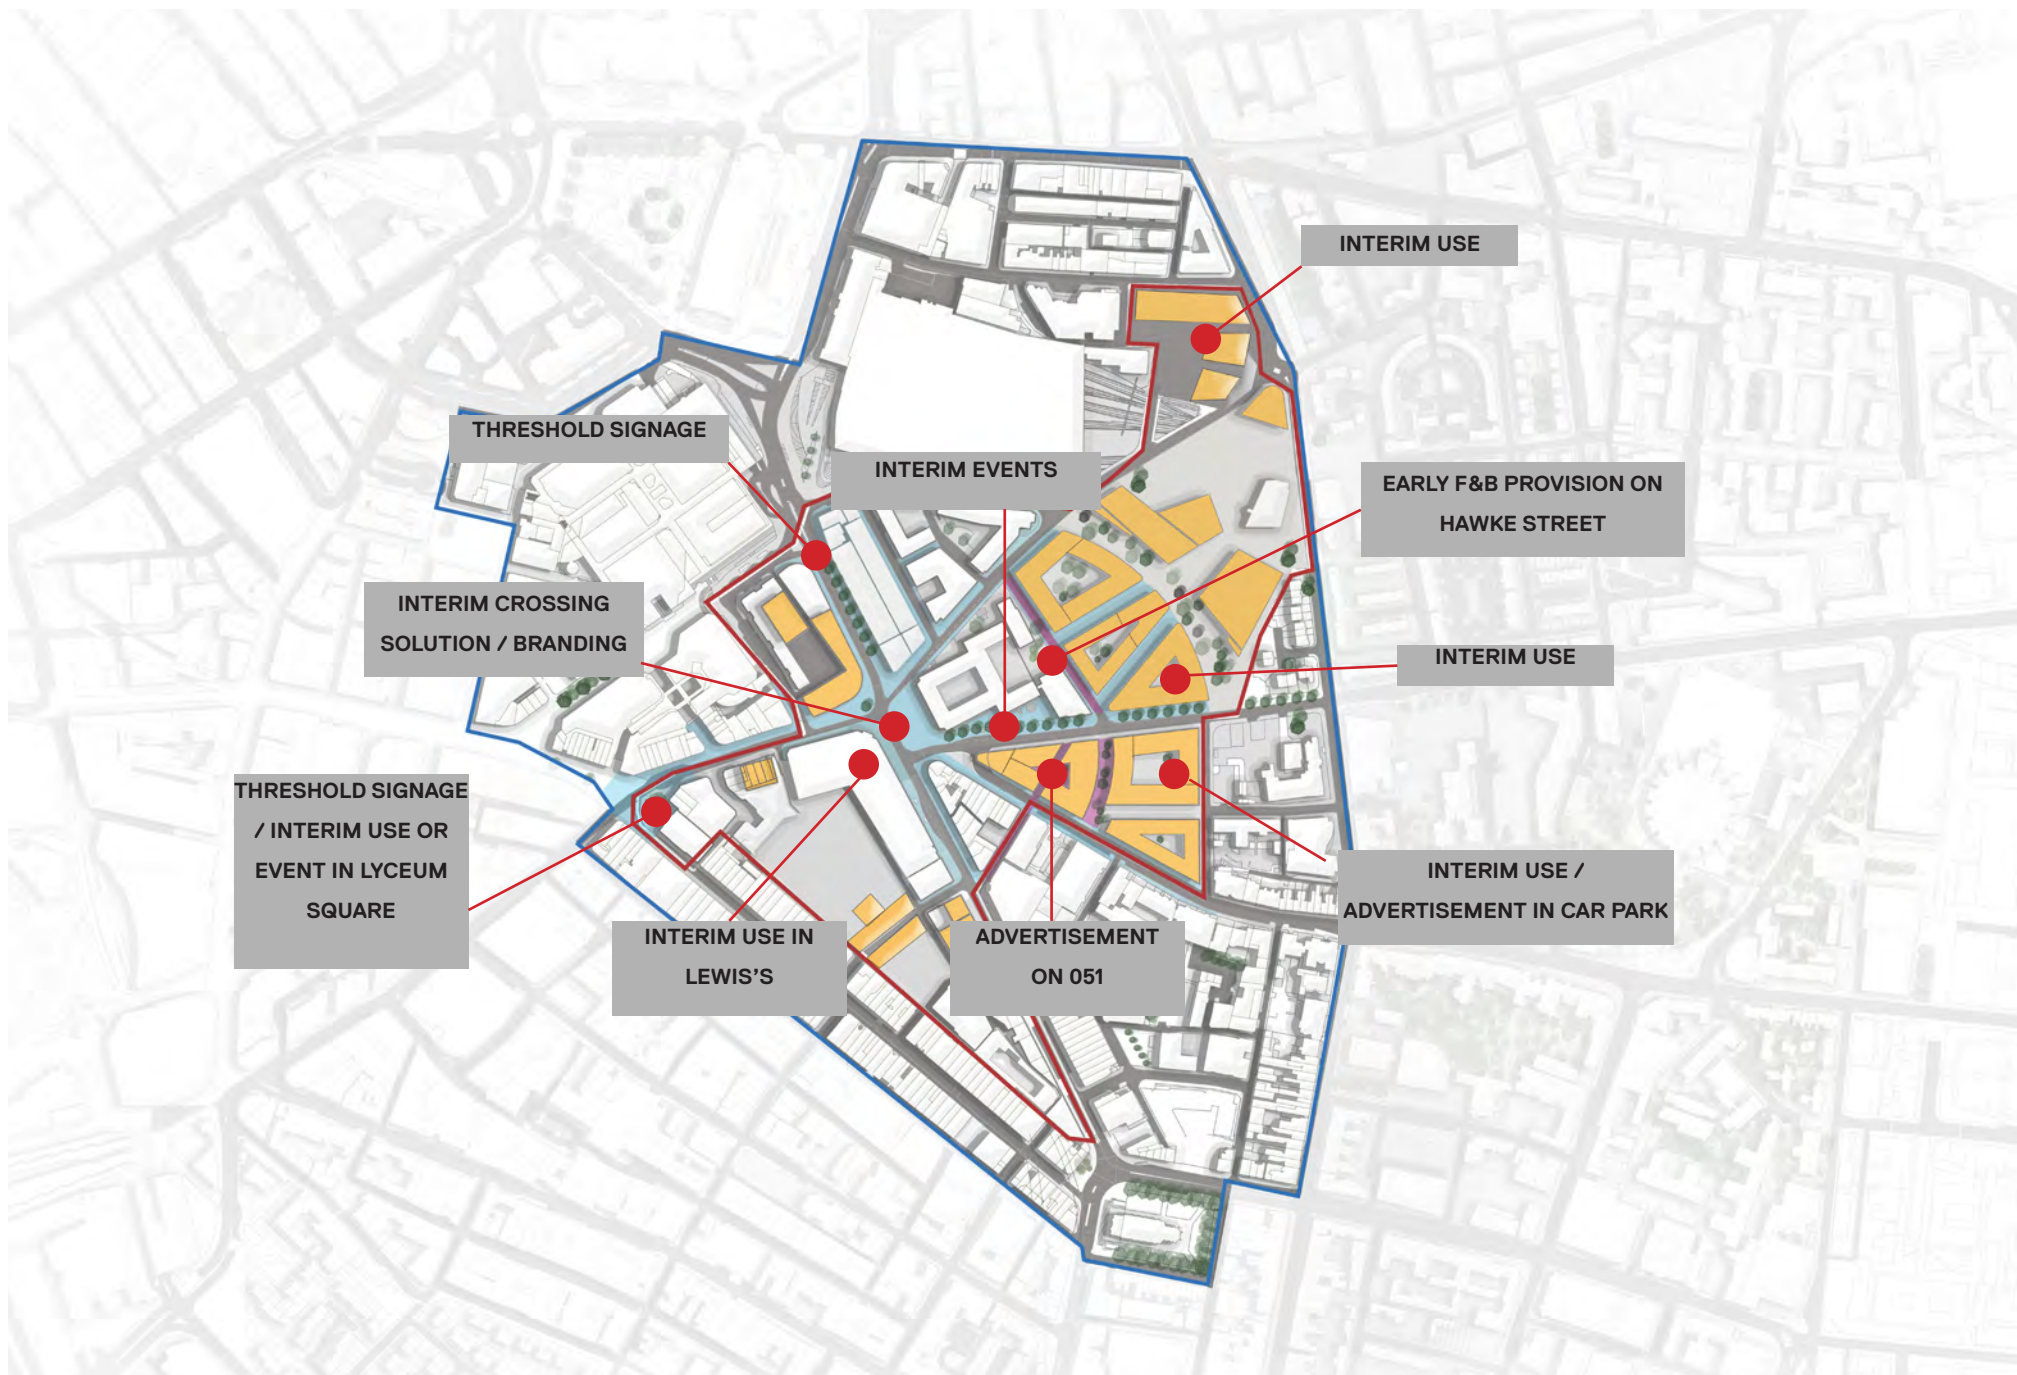 INTERIM USE
THRESHOLD SIGNAGE
INTERIM EVENTS
EARLY F&B PROVISION ON
HAWKE STREET
INTERIM CROSSING
SOLUTION / BRANDING
INTERIM USE
THRESHOLD SIGNAGE
/ INTERIM USE OR
EVENT IN LYCEUM
SQUARE
INTERIM USE /
ADVERTISEMENT IN CAR PARK
INTERIM USE IN
LEWIS'S
ADVERTISEMENT
ON 051